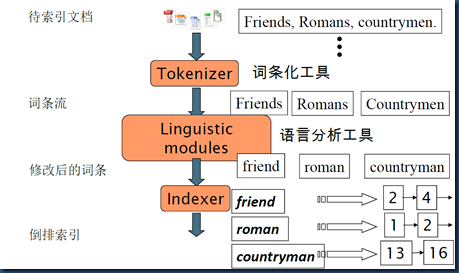 待索引文档
Friends, Romans, countrymen.
Tokenizer
词条化工具
词条流
Friends
Romans
Countrymen
Linguistic
modules
语言分析工具
修改后的词条
friend
roman
countryman
Indexer
friend
2
4
roman
1
2
倒排索引
countryman
13
16